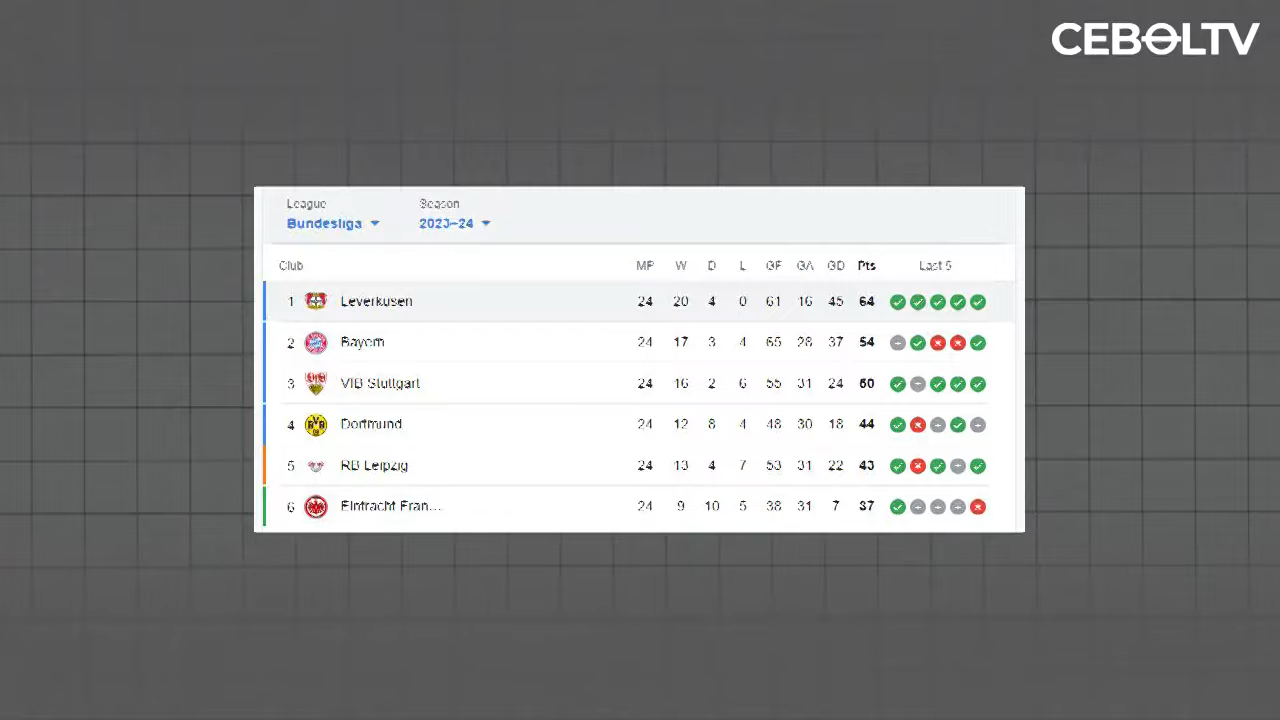 CEBOLTV
League Season
Bundesliga 2023–24
Club MP W D L GF GA GD Pts Last 5
1 Leverkusen 24 20 4 0 61 16 45 64
2 Bayern 24 17 3 4 65 28 37 54
3 VfB Stuttgart 24 16 2 6 55 31 24 50
4 Dortmund 24 12 8 4 48 30 18 44
5 RB Leipzig 24 13 4 7 53 31 22 43
6 Eintracht Fran... 24 9 10 5 38 31 7 37